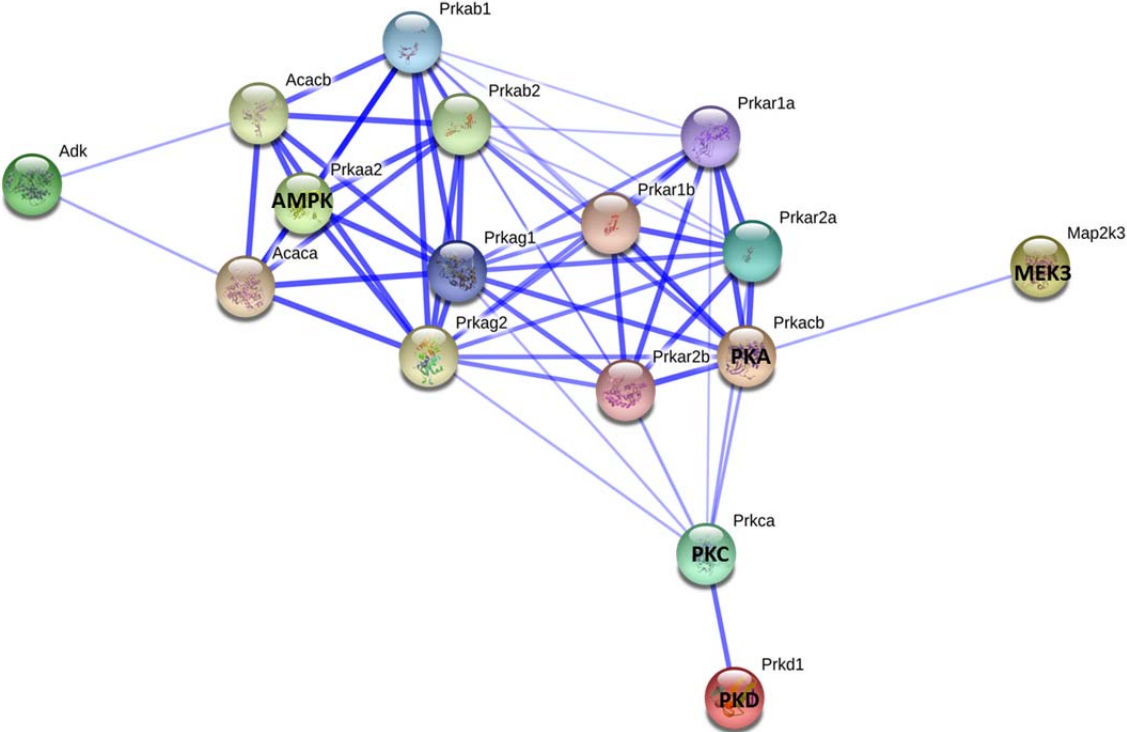 Prkab1
Acacb
Prkab2
Prkar1a
Adk
Prkaa2
AMPK
Prkar1b
Prkar2a
Map2k3
MEK3
Acaca
Prkag1
Prkag2
Prkacb
PKA
Prkar2b
Prkca
PKC
Prkd1
PKD